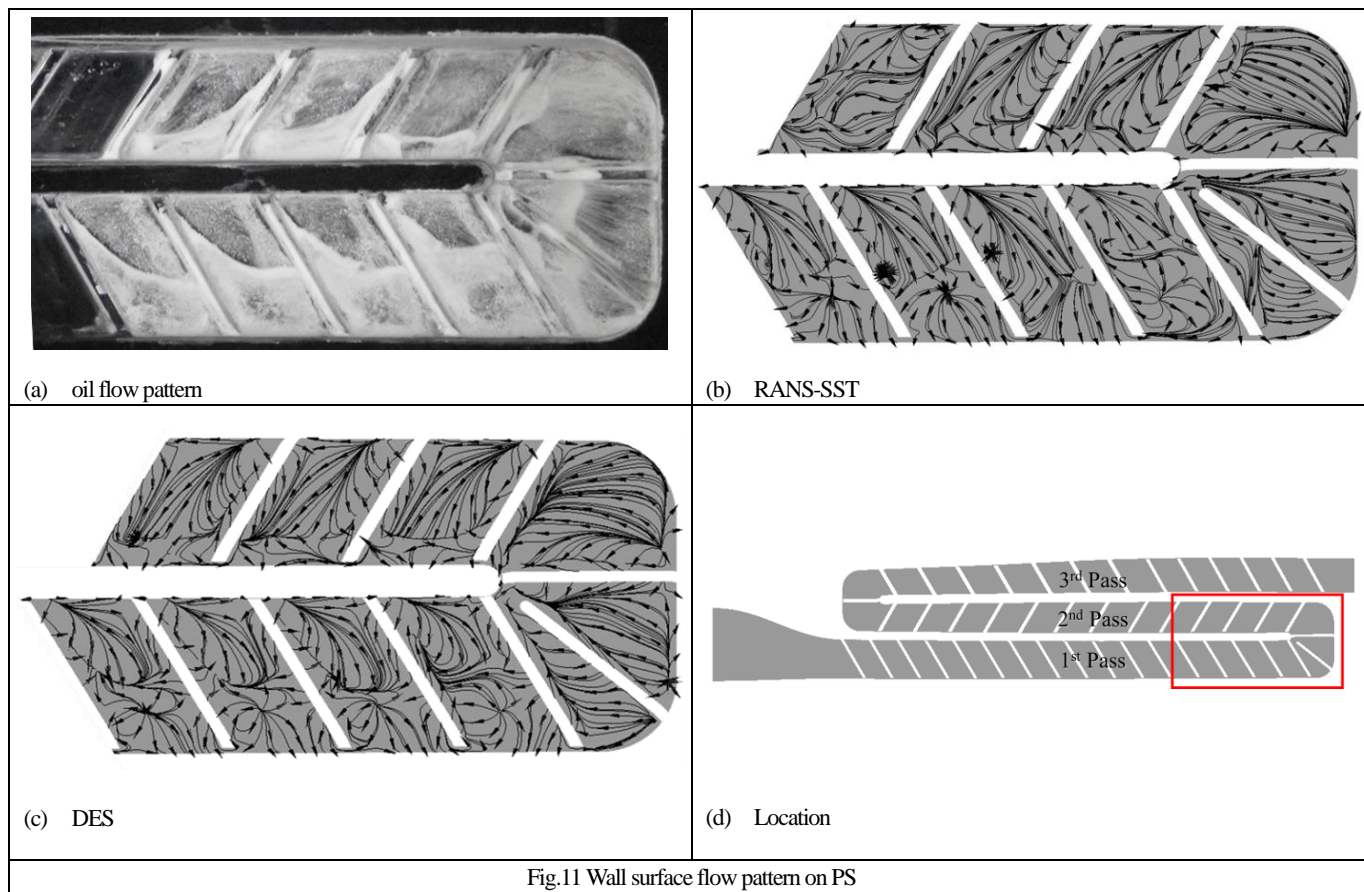 (a) oil flow pattern
(b) RANS-SST
3rd Pass
2nd Pass
1st Pass
(c) DES
(d) Location
Fig.11 Wall surface flow pattern on PS